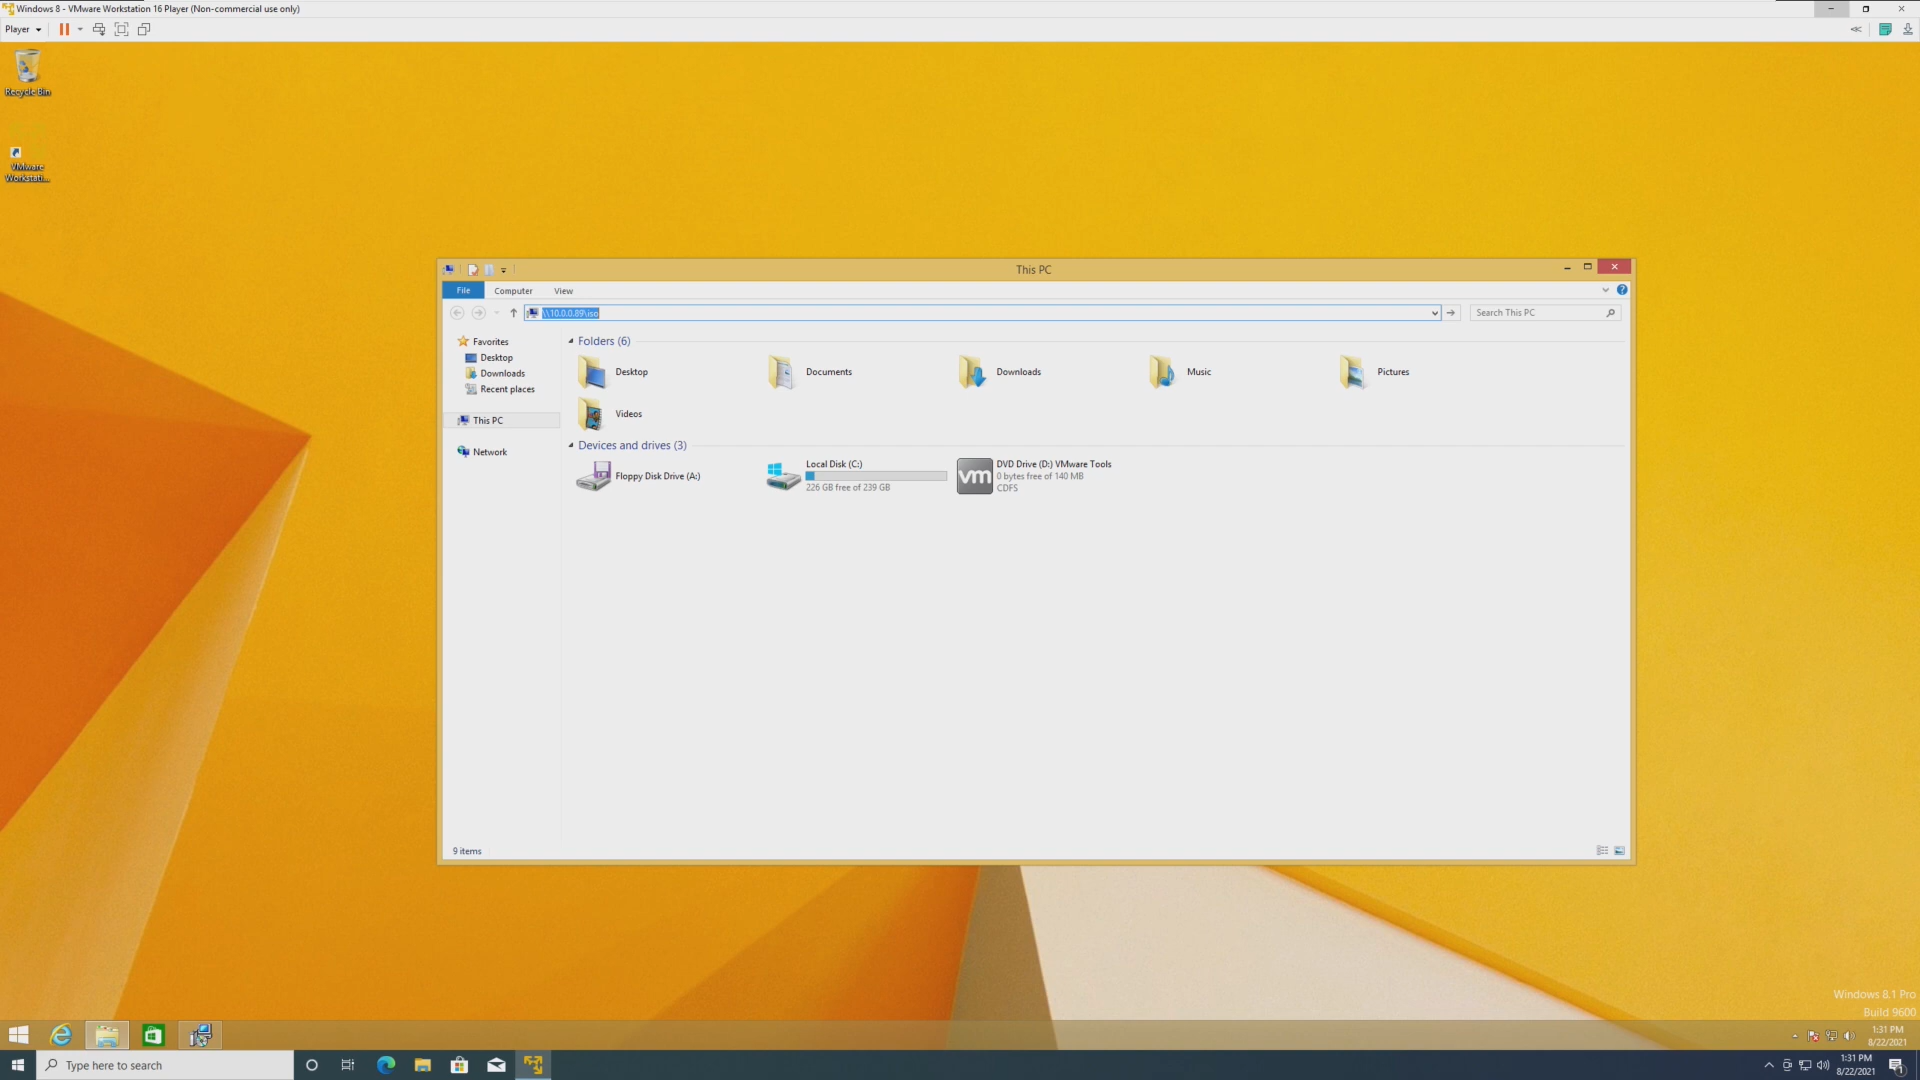 Windows 8 - VMware Workstation 16 Player (Non-commercial use only)
Player
Recycle Bin
VMware
Workstati...
This PC
File
Computer
View
\\10.0.0.89\iso
Search This PC
Favorites
Desktop
Downloads
Recent places
This PC
Network
Folders (6)
Desktop
Documents
Downloads
Music
Pictures
Videos
Devices and drives (3)
Floppy Disk Drive (A:)
Local Disk (C:)
226 GB free of 239 GB
vm
DVD Drive (D:) VMware Tools
0 bytes free of 140 MB
CDFS
9 items
Windows 8.1 Pro
Build 9600
1:31 PM
8/22/2021
Type here to search
1:31 PM
8/22/2021
1